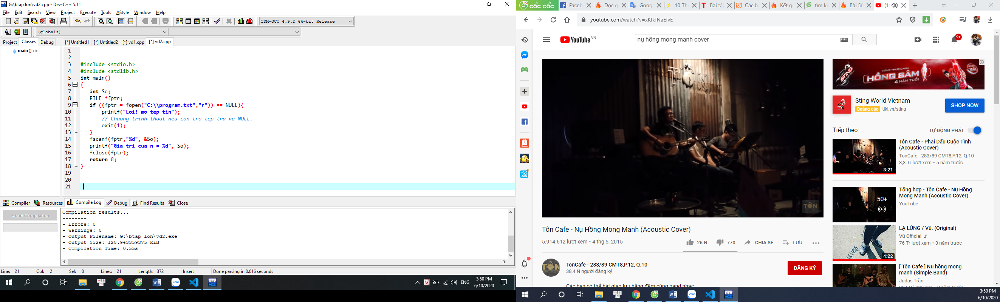 G:\btap lon\vd2.cpp - Dev-C++ 5.11
File Edit Search View Project Execute Tools AStyle Window Help
TDM-GCC 4.9.2 64-bit Release
(globals)
Project Classes Debug
[*] Untitled1 [*] Untitled2 [*] vd1.cpp [*] vd2.cpp
main () : int
1
2
3 #include <stdio.h>
4 #include <stdlib.h>
5 int main()
6 {
7 int So;
8 FILE *fptr;
9 if ((fptr = fopen("C:\\program.txt","r")) == NULL){
10 printf("Loi! mo tep tin");
11 // Chuong trinh thoat neu con tro tep tra ve NULL.
12 exit(1);
13 }
14 fscanf(fptr,"%d", &So);
15 printf("Gia tri cua n = %d", So);
16 fclose(fptr);
17 return 0;
18 }
19
20
21
Compiler Resources Compile Log Debug Find Results Close
Abort Compilation
Compilation results...
--------
- Errors: 0
- Warnings: 0
- Output Filename: G:\btap lon\vd2.exe
- Output Size: 128.943359375 KiB
- Compilation Time: 0.55s
Line: 21 Col: 2 Sel: 0 Lines: 21 Length: 372 Insert Done parsing in 0.016 seconds
ENG
3:50 PM
6/10/2020
cốc cốc Faceb Đọc g Googl 10 Th Bài tậ Các b Kết q tìm ki Bài 50 (1
youtube.com/watch?v=xKfkfNaEfvE
YouTube VN
nụ hồng mong manh cover
9+
TÔN
CÔNG THỨC CHỨA
HỒNG SÂM
4 NĂM TUỔI
STING
Sting World Vietnam
Quảng cáo tiki.vn/sting
SHOP NOW
Tiếp theo
TỰ ĐỘNG PHÁT
Tôn Cafe - Phai Dấu Cuộc Tình
(Acoustic Cover)
TonCafe - 283/89 CMT8,P.12, Q.10
3,3 Tr lượt xem • 5 năm trước
3:21
Tổng hợp - Tôn Cafe - Nụ Hồng
Mong Manh (Acoustic Cover)
YouTube
50+
LẠ LÙNG / Vũ. (Original)
Vũ Official
76 Tr lượt xem • 3 năm trước
LẠ LÙNG
4:22
[ Tôn Cafe ] Nụ hồng mong
manh (Simple Band)
Judas Trần
Tôn Cafe - Nụ Hồng Mong Manh (Acoustic Cover)
5.914.612 lượt xem • 4 thg 5, 2015
26 N 770 CHIA SẺ LƯU
TonCafe - 283/89 CMT8,P.12, Q.10
38,4 N người đăng ký
ĐĂNG KÝ
Các bạn có thể hát giao lưu hằng đêm cùng band nhạc
3:50 PM
6/10/2020